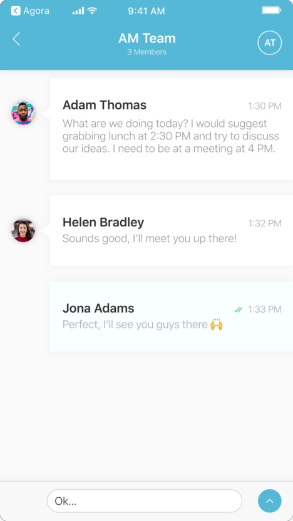 Agora 9:41 AM
AM Team
3 Members
AT
Adam Thomas 1:30 PM
What are we doing today? I would suggest
grabbing lunch at 2:30 PM and try to discuss
our ideas. I need to be at a meeting at 4 PM.
Helen Bradley 1:32 PM
Sounds good, I'll meet you up there!
Jona Adams 1:33 PM
Perfect, I'll see you guys there 🙌
Ok...